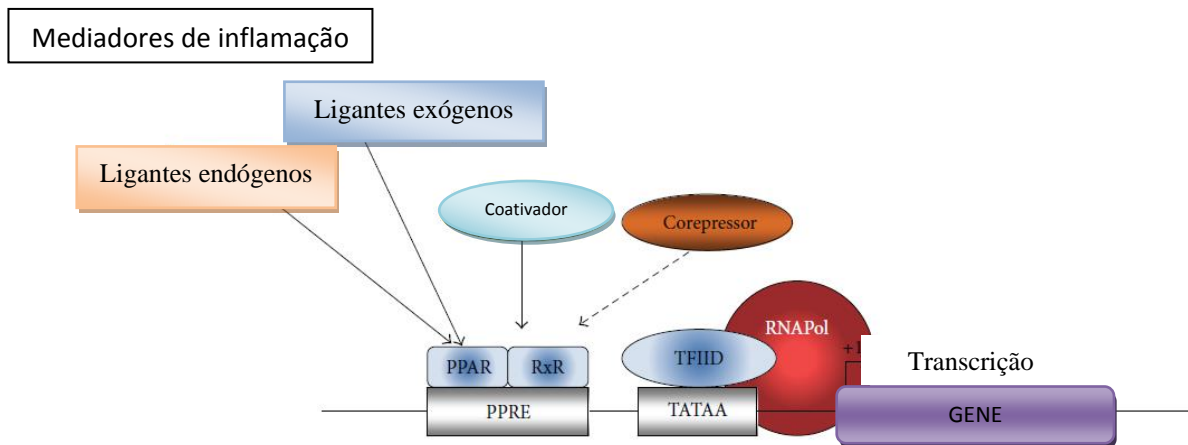 Mediadores de inflamação
Ligantes exógenos
Ligantes endógenos
Coativador
Corepressor
RNAPol
PPAR
RxR
TFIID
Transcrição
PPRE
TATAA
GENE